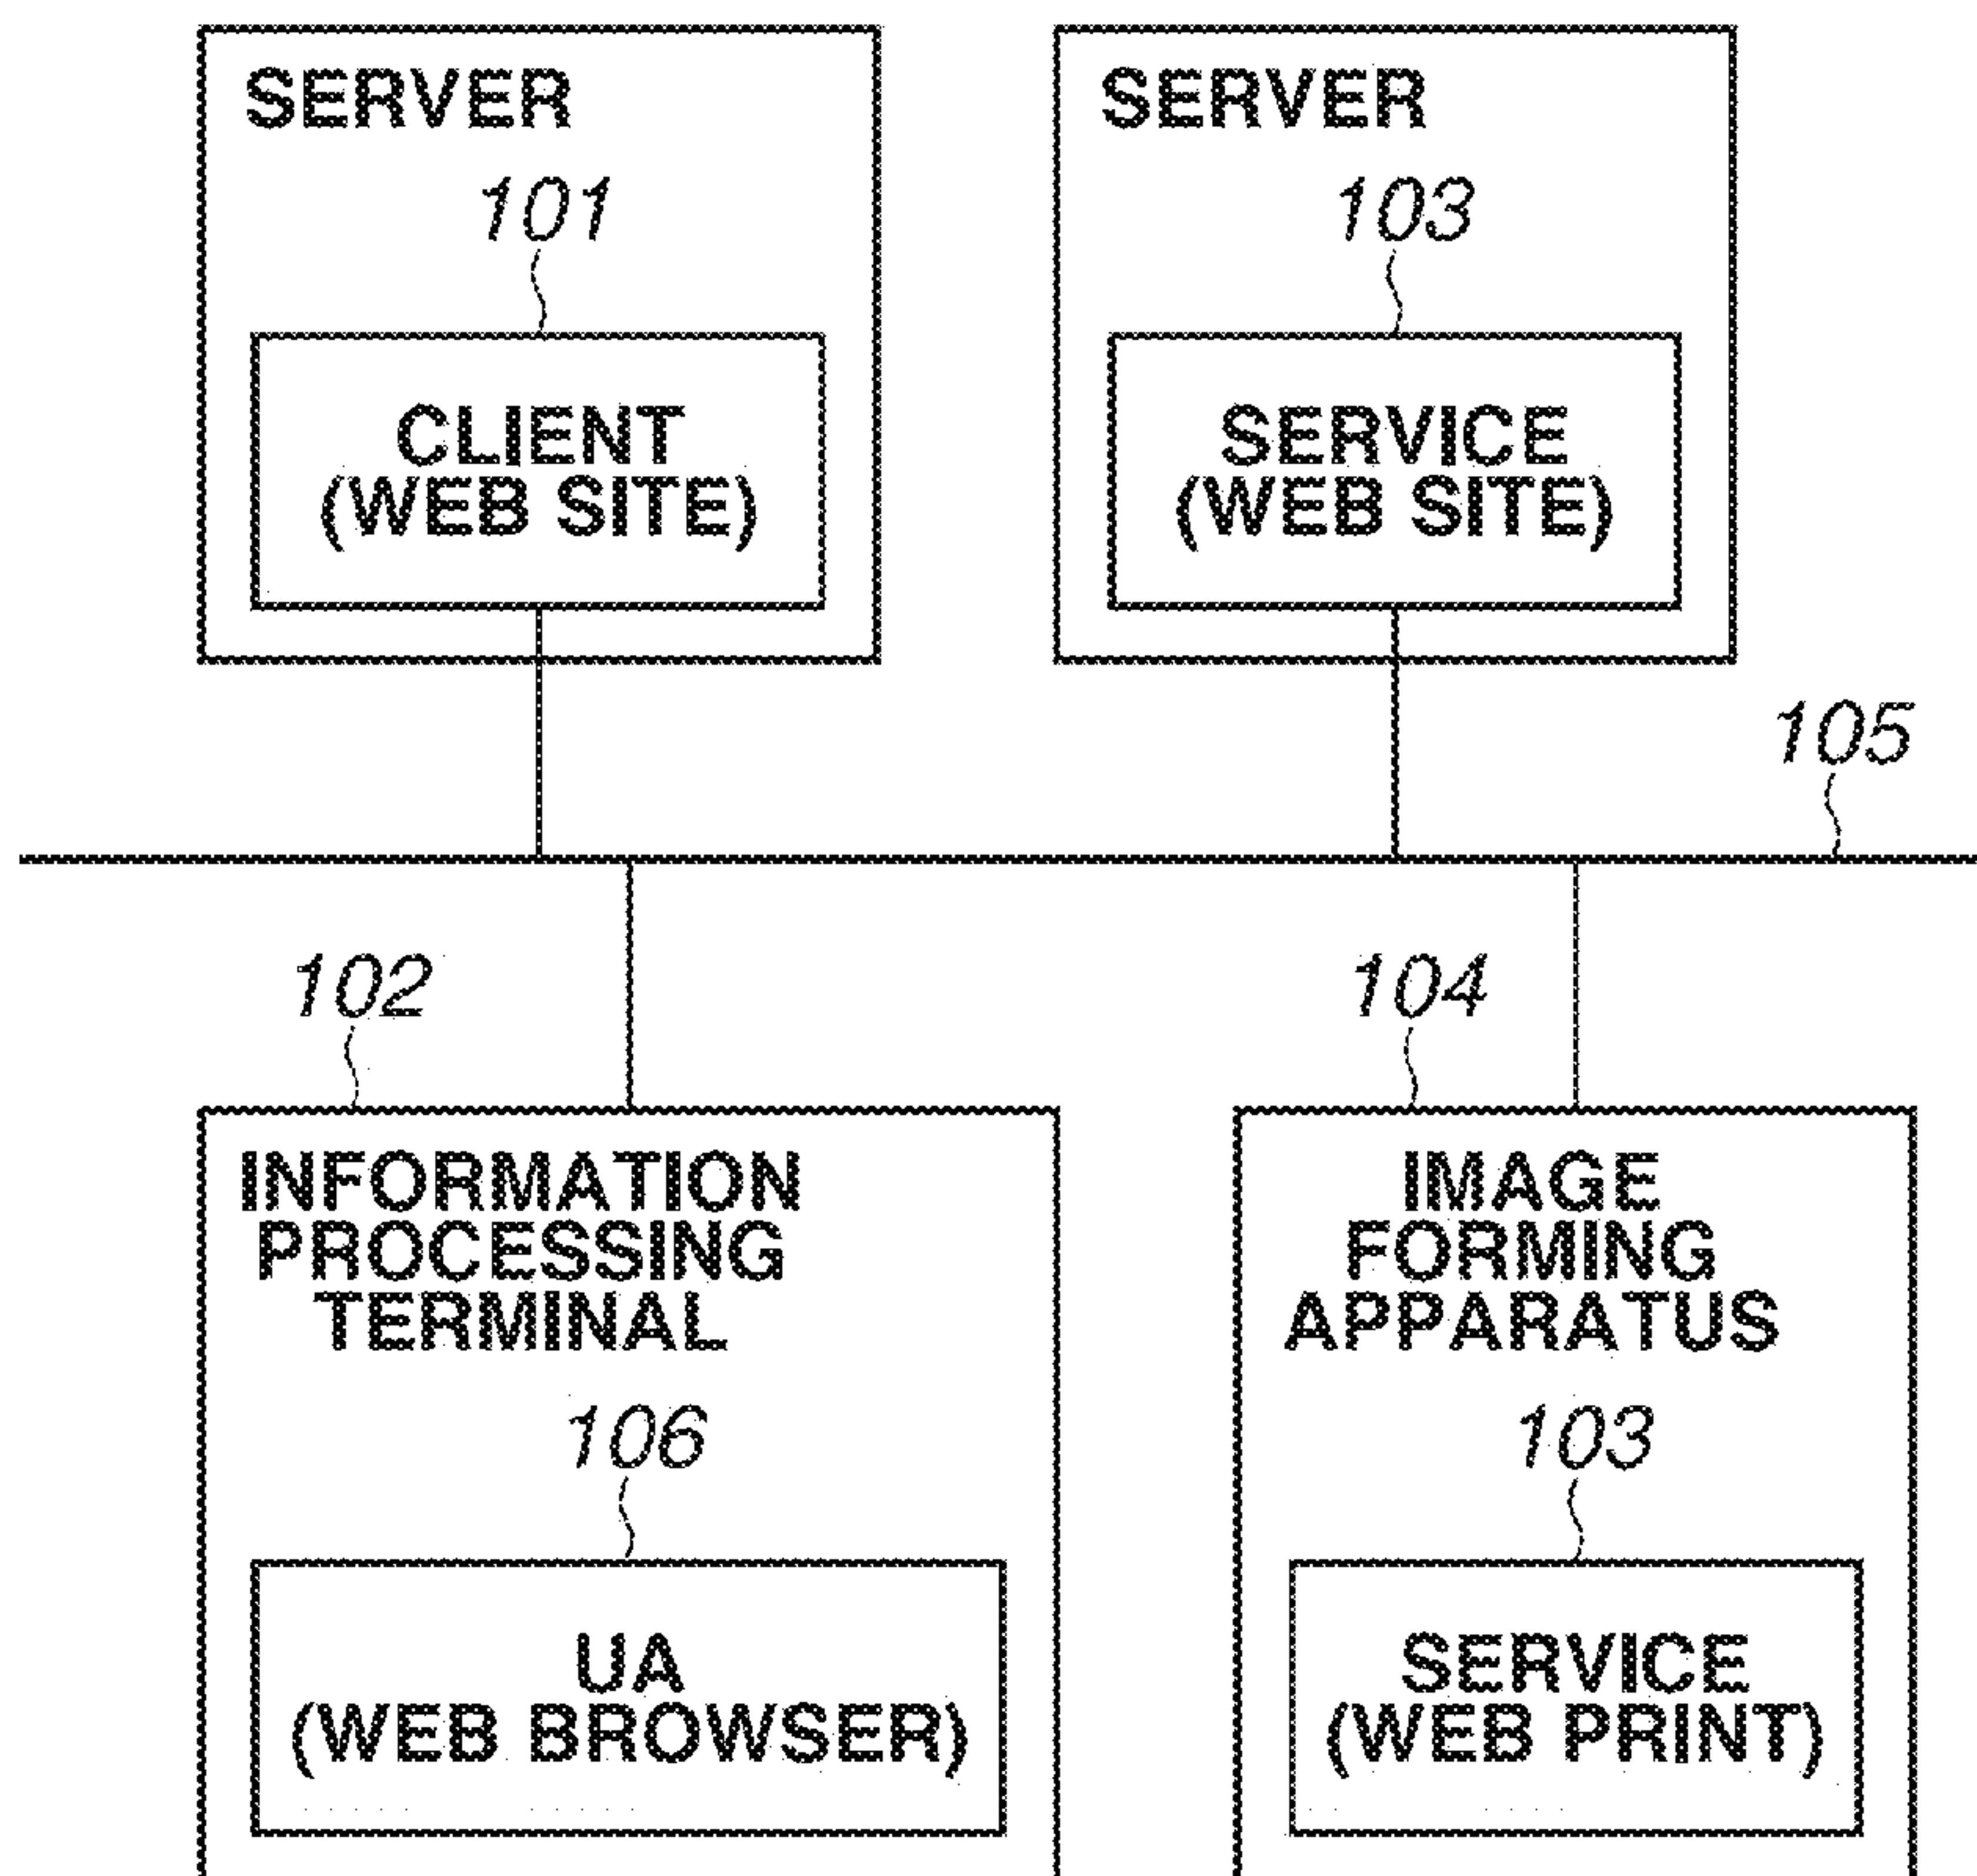 SERVER
101
CLIENT
(WEB SITE)
SERVER
103
SERVICE
(WEB SITE)
105
102
INFORMATION
PROCESSING
TERMINAL
106
UA
(WEB BROWSER)
104
IMAGE
FORMING
APPARATUS
103
SERVICE
(WEB PRINT)